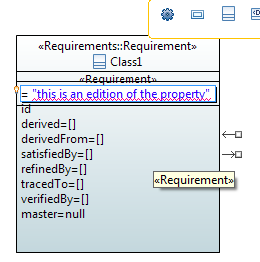 «Requirements::Requirement»
Class1
«Requirement»
= "this is an edition of the property"
id
derived=[]
derivedFrom=[]
satisfiedBy=[]
refinedBy=[]
tracedTo=[]
verifiedBy=[]
master=null
«Requirement»